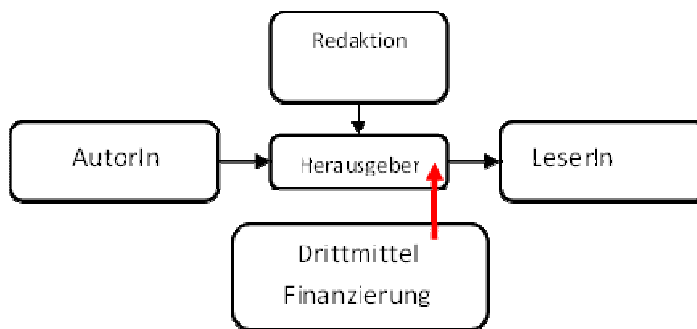 Redaktion
AutorIn
Herausgeber
LeserIn
Drittmittel
Finanzierung